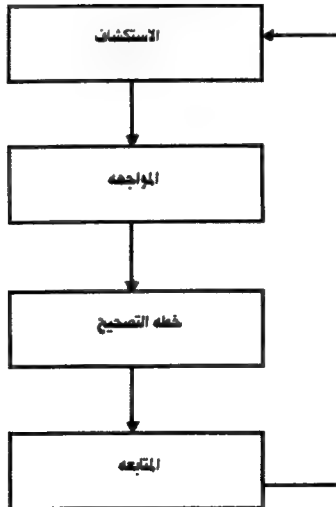 الاستكشاف
المواجهه
خطه التصحيح
المتابعه